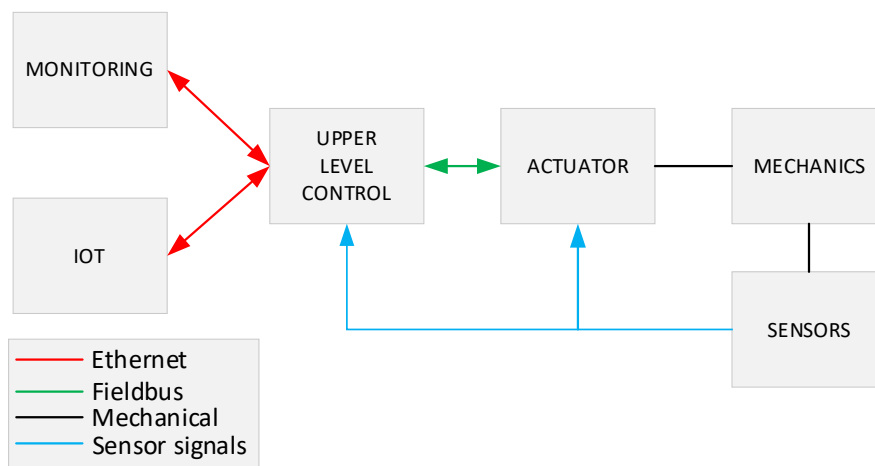 MONITORING
IOT
UPPER
LEVEL
CONTROL
ACTUATOR
MECHANICS
SENSORS
Ethernet
Fieldbus
Mechanical
Sensor signals